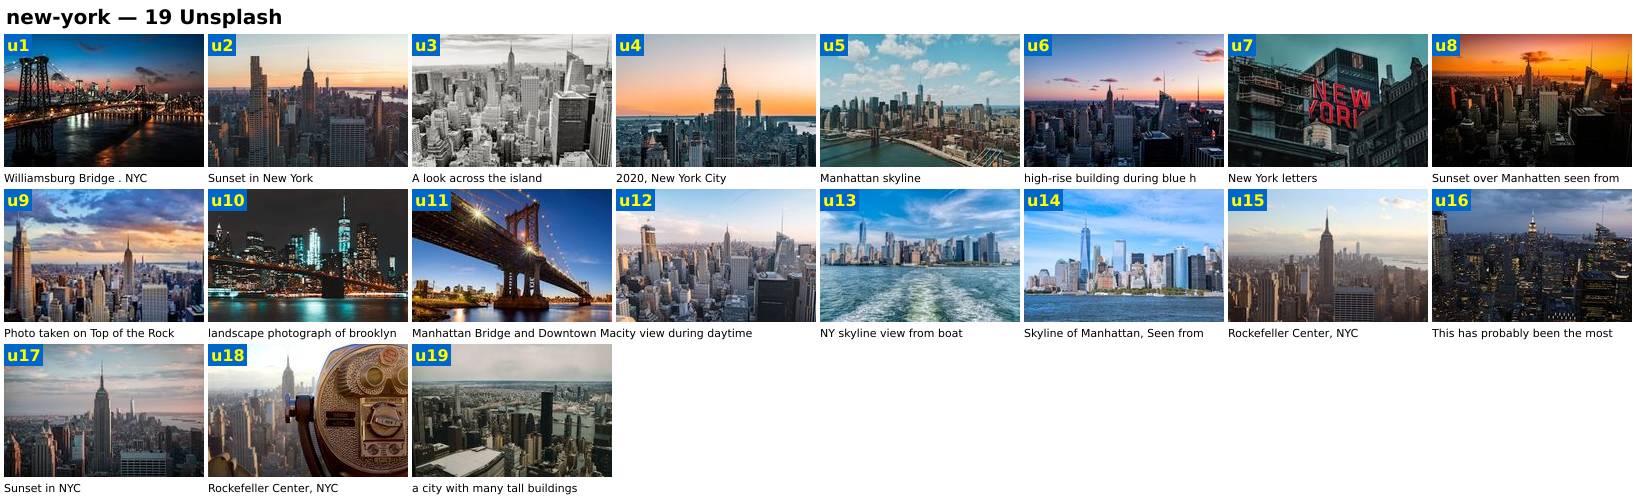 new-york — 19 Unsplash
u1
u2
u3
u4
u5
u6
u7
NEW
YORK
u8
Williamsburg Bridge . NYC
Sunset in New York
A look across the island
2020, New York City
Manhattan skyline
high-rise building during blue h
New York letters
Sunset over Manhatten seen from
u9
u10
u11
u12
u13
u14
u15
u16
Photo taken on Top of the Rock
landscape photograph of brooklyn
Manhattan Bridge and Downtown Ma
city view during daytime
NY skyline view from boat
Skyline of Manhattan, Seen from
Rockefeller Center, NYC
This has probably been the most
u17
u18
u19
Sunset in NYC
Rockefeller Center, NYC
a city with many tall buildings